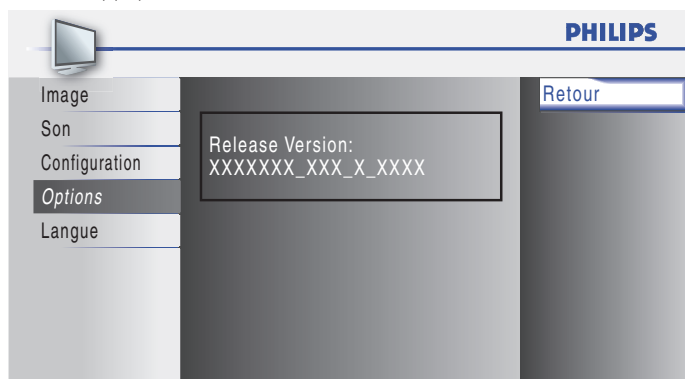 PHILIPS
Image
Son
Configuration
Options
Langue
Release Version:
XXXXXXX_XXX_X_XXXX
Retour